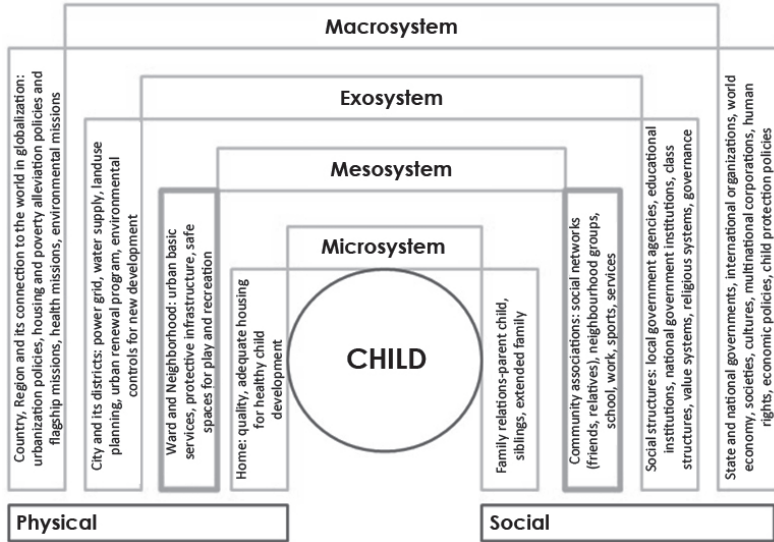 Macrosystem
Exosystem
Mesosystem
Microsystem
CHILD
Country, Region and its connection to the world in globalization:
urbanization policies, housing and poverty alleviation policies and
flagship missions, health missions, environmental missions
City and its districts: power grid, water supply, landuse
planning, urban renewal program, environmental
controls for new development
Ward and Neighborhood: urban basic
services, protective infrastructure, safe
spaces for play and recreation
Home: quality, adequate housing
for healthy child
development
Family relations-parent child,
siblings, extended family
Community associations: social networks
(friends, relatives), neighbourhood groups,
school, work, sports, services
Social structures: local government agencies, educational
institutions, national government institutions, class
structures, value systems, religious systems, governance
State and national governments, international organizations, world
economy, societies, cultures, multinational corporations, human
rights, economic policies, child protection policies
Physical
Social